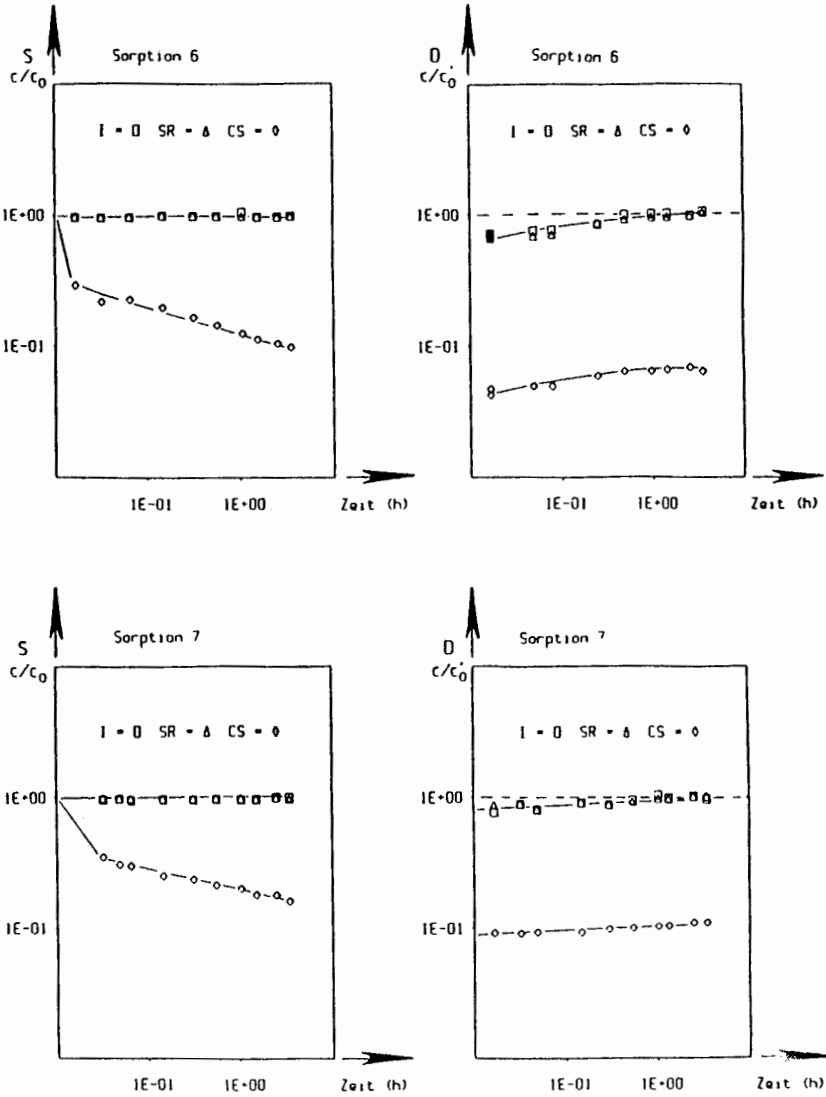 S Sorption 6
c/c0
I = □ SR = Δ CS = ◊
1E+00
1E-01
1E-01 1E+00 Zeit (h)
D Sorption 6
c/c0'
I = □ SR = Δ CS = ◊
1E+00
1E-01
1E-01 1E+00 Zeit (h)
S Sorption 7
c/c0
I = □ SR = Δ CS = ◊
1E+00
1E-01
1E-01 1E+00 Zeit (h)
D Sorption 7
c/c0'
I = □ SR = Δ CS = ◊
1E+00
1E-01
1E-01 1E+00 Zeit (h)